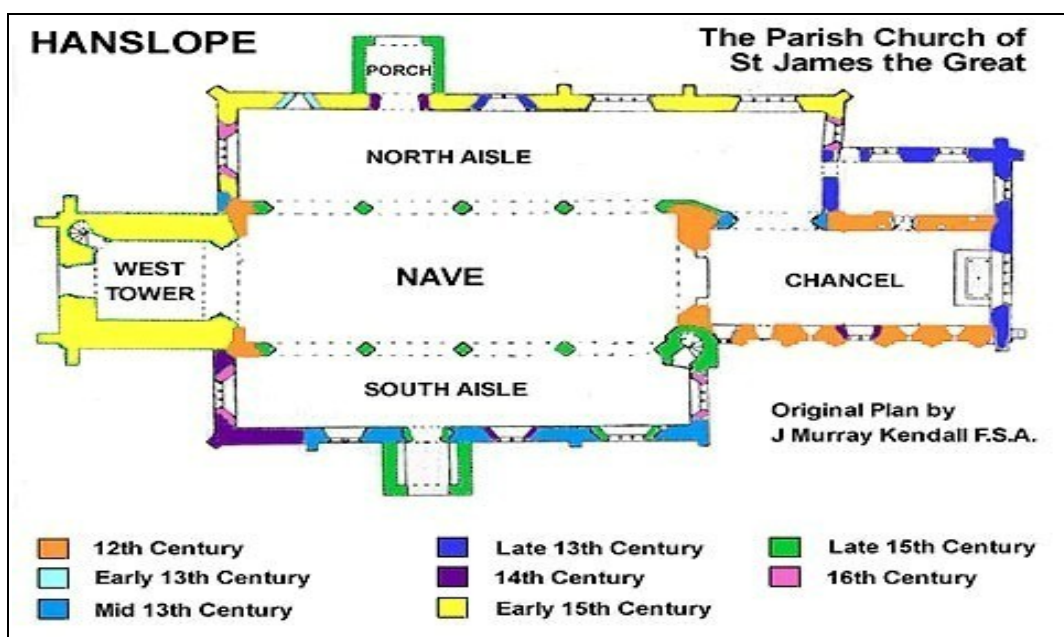 HANSLOPE
The Parish Church of
St James the Great
PORCH
NORTH AISLE
WEST
TOWER
NAVE
CHANCEL
SOUTH AISLE
Original Plan by
J Murray Kendall F.S.A.
12th Century
Early 13th Century
Mid 13th Century
Late 13th Century
14th Century
Early 15th Century
Late 15th Century
16th Century